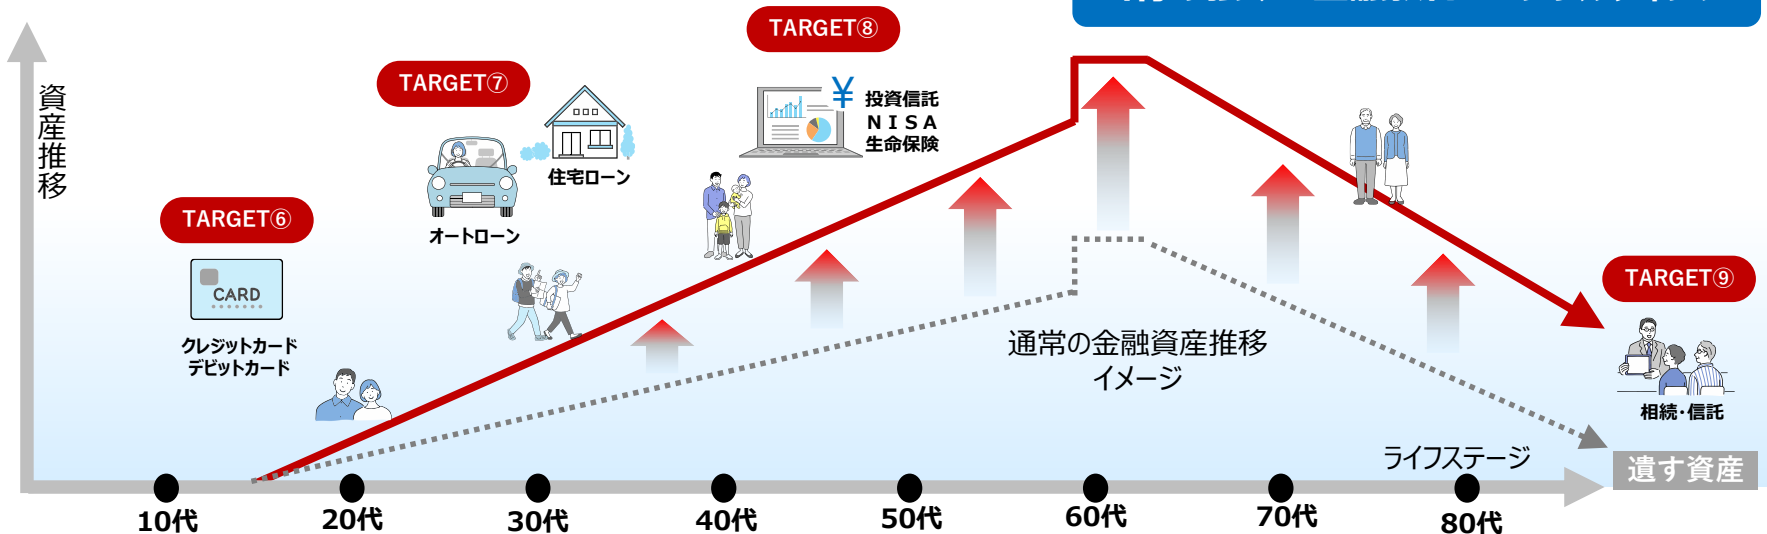 TARGET⑧
資産推移
TARGET⑦
¥
投資信託
ＮＩＳＡ
生命保険
住宅ローン
TARGET⑥
オートローン
CARD
クレジットカード
デビットカード
TARGET⑨
通常の金融資産推移
イメージ
相続・信託
ライフステージ
遺す資産
10代
20代
30代
40代
50代
60代
70代
80代